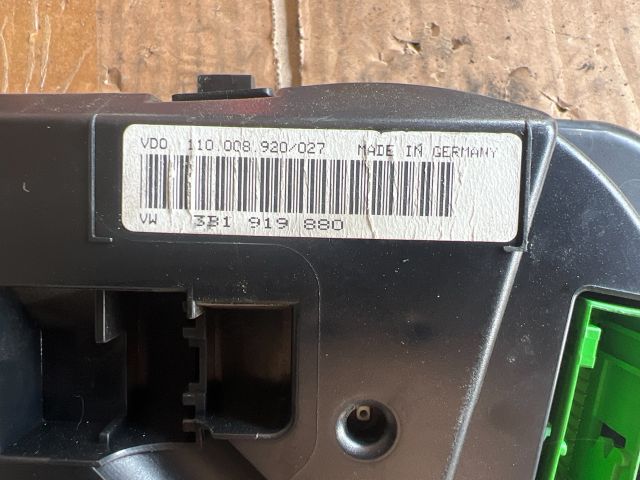 VDO 110.008.920/027 MADE IN GERMANY
VW 3B1 919 880